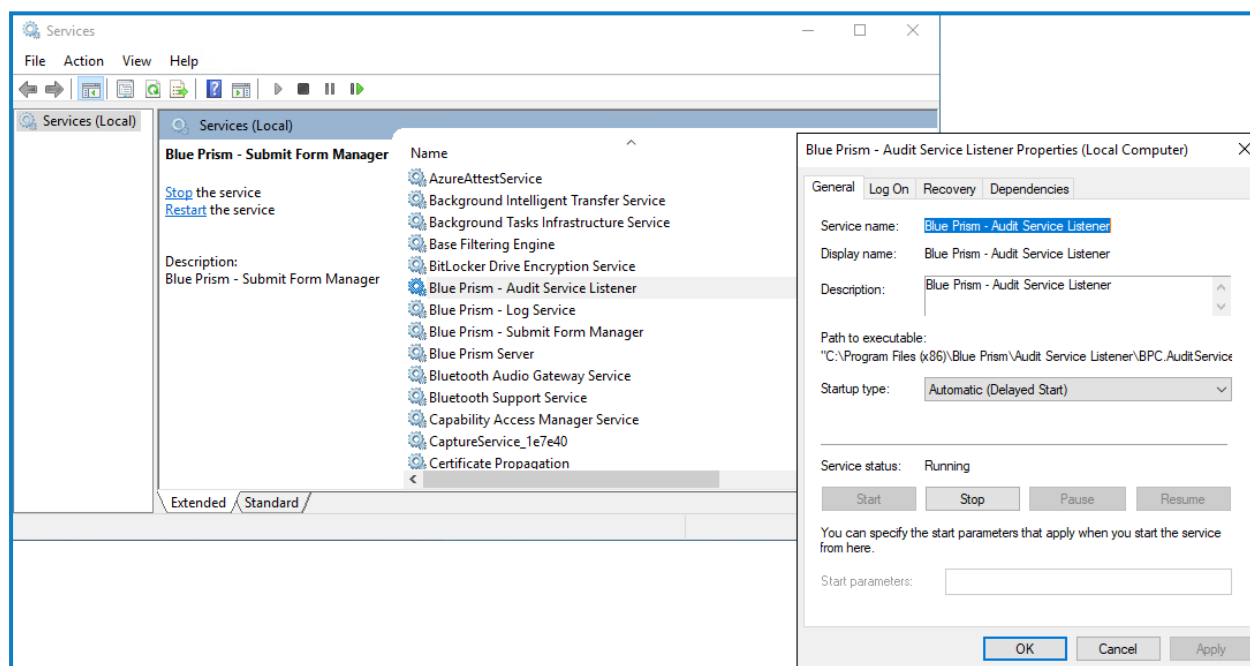 Services
File Action View Help
Services (Local)
Services (Local)
Blue Prism - Submit Form Manager
Stop the service
Restart the service
Description:
Blue Prism - Submit Form Manager
Name
AzureAttestService
Background Intelligent Transfer Service
Background Tasks Infrastructure Service
Base Filtering Engine
BitLocker Drive Encryption Service
Blue Prism - Audit Service Listener
Blue Prism - Log Service
Blue Prism - Submit Form Manager
Blue Prism Server
Bluetooth Audio Gateway Service
Bluetooth Support Service
Capability Access Manager Service
CaptureService_1e7e40
Certificate Propagation
Extended Standard
Blue Prism - Audit Service Listener Properties (Local Computer)
General Log On Recovery Dependencies
Service name: Blue Prism - Audit Service Listener
Display name: Blue Prism - Audit Service Listener
Description: Blue Prism - Audit Service Listener
Path to executable:
"C:\Program Files (x86)\Blue Prism\Audit Service Listener\BPC.AuditService
Startup type: Automatic (Delayed Start)
Service status: Running
Start Stop Pause Resume
You can specify the start parameters that apply when you start the service
from here.
Start parameters:
OK Cancel Apply